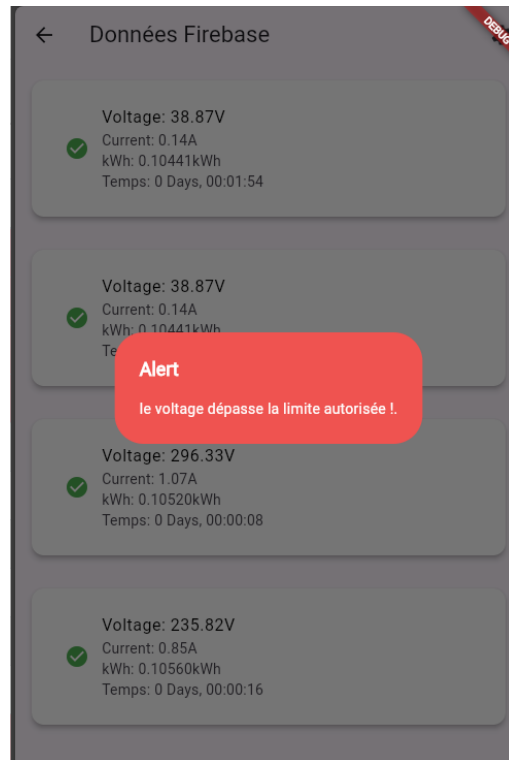 Données Firebase
DEBUG
Voltage: 38.87V
Current: 0.14A
kWh: 0.10441kWh
Temps: 0 Days, 00:01:54
Voltage: 38.87V
Current: 0.14A
kWh: 0.10441kWh
Te
Alert
le voltage dépasse la limite autorisée !.
Voltage: 296.33V
Current: 1.07A
kWh: 0.10520kWh
Temps: 0 Days, 00:00:08
Voltage: 235.82V
Current: 0.85A
kWh: 0.10560kWh
Temps: 0 Days, 00:00:16